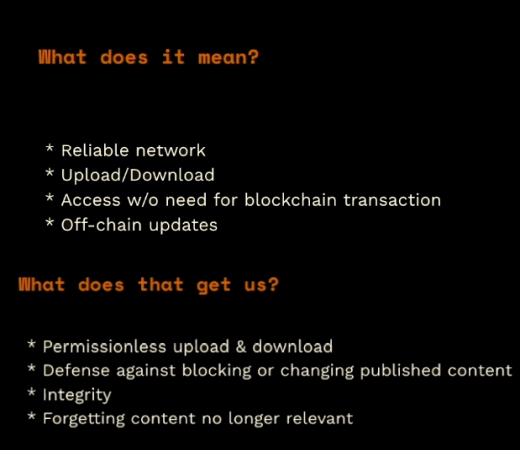 What does it mean?
* Reliable network
* Upload/Download
* Access w/o need for blockchain transaction
* Off-chain updates
What does that get us?
* Permissionless upload & download
* Defense against blocking or changing published content
* Integrity
* Forgetting content no longer relevant